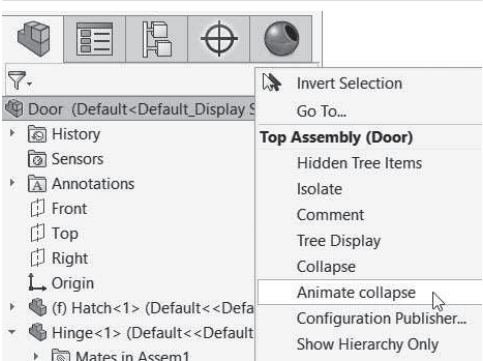 Door (Default<Default_Display S
History
Sensors
Annotations
Front
Top
Right
Origin
(f) Hatch<1> (Default<<Defa
Hinge<1> (Default<<Default
Mates in Assem1
Invert Selection
Go To...
Top Assembly (Door)
Hidden Tree Items
Isolate
Comment
Tree Display
Collapse
Animate collapse
Configuration Publisher...
Show Hierarchy Only